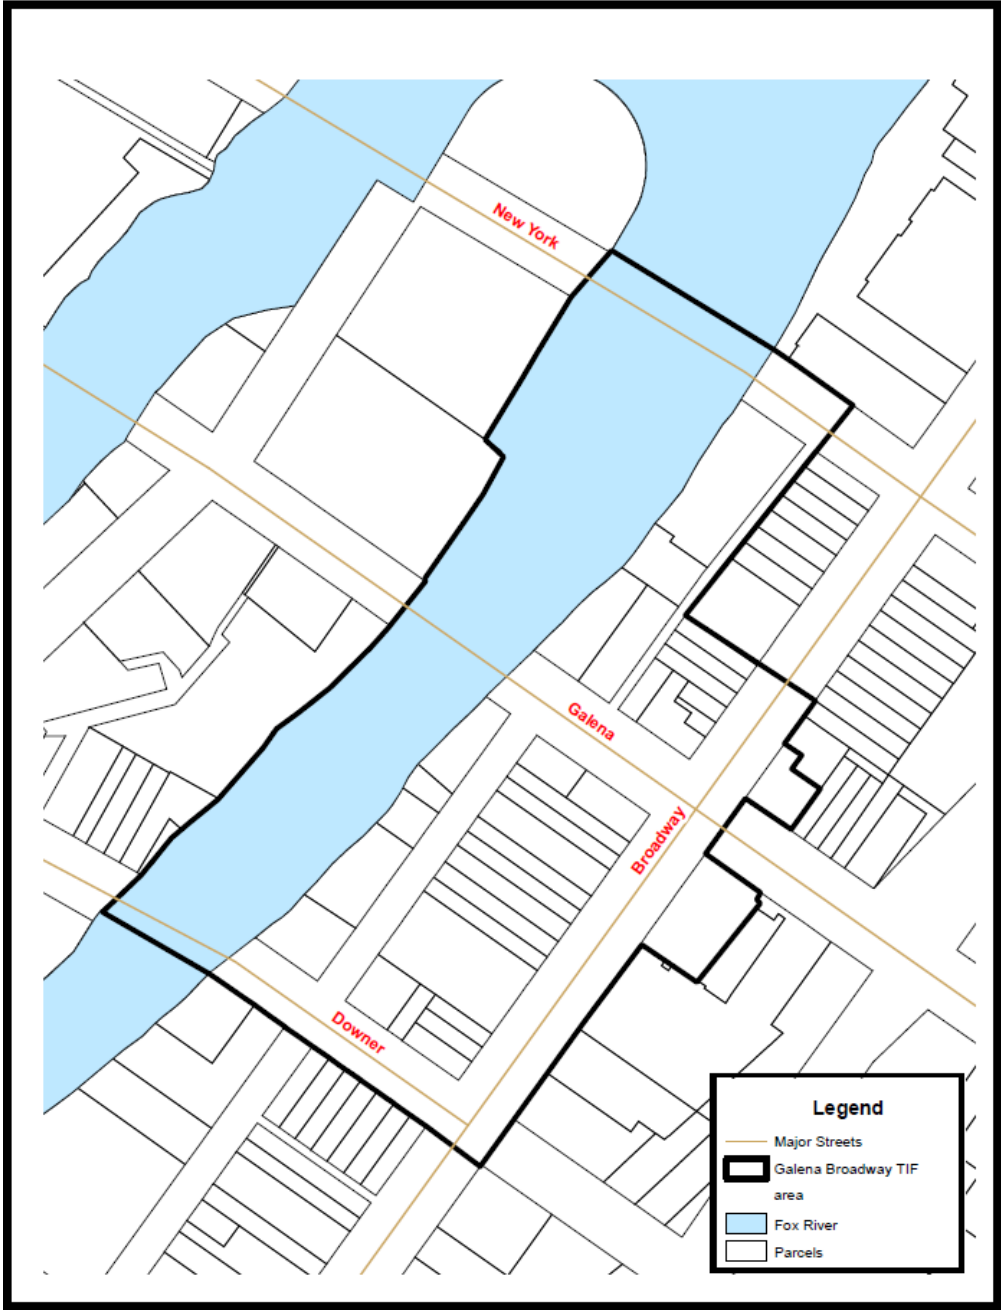 New York
Galena
Broadway
Downer
Legend
Major Streets
Galena Broadway TIF
area
Fox River
Parcels